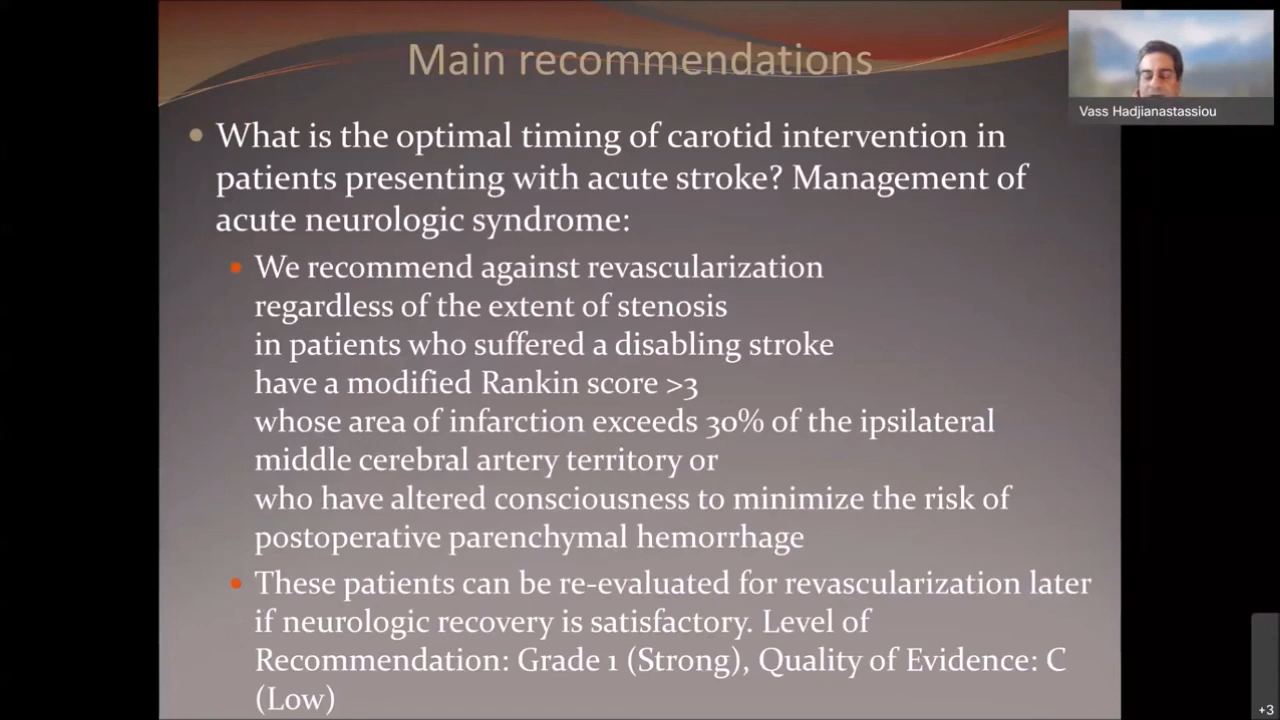 Main recommendations
Vass Hadjianastassiou
What is the optimal timing of carotid intervention in
patients presenting with acute stroke? Management of
acute neurologic syndrome:
We recommend against revascularization
regardless of the extent of stenosis
in patients who suffered a disabling stroke
have a modified Rankin score >3
whose area of infarction exceeds 30% of the ipsilateral
middle cerebral artery territory or
who have altered consciousness to minimize the risk of
postoperative parenchymal hemorrhage
These patients can be re-evaluated for revascularization later
if neurologic recovery is satisfactory. Level of
Recommendation: Grade 1 (Strong), Quality of Evidence: C
(Low)
+3